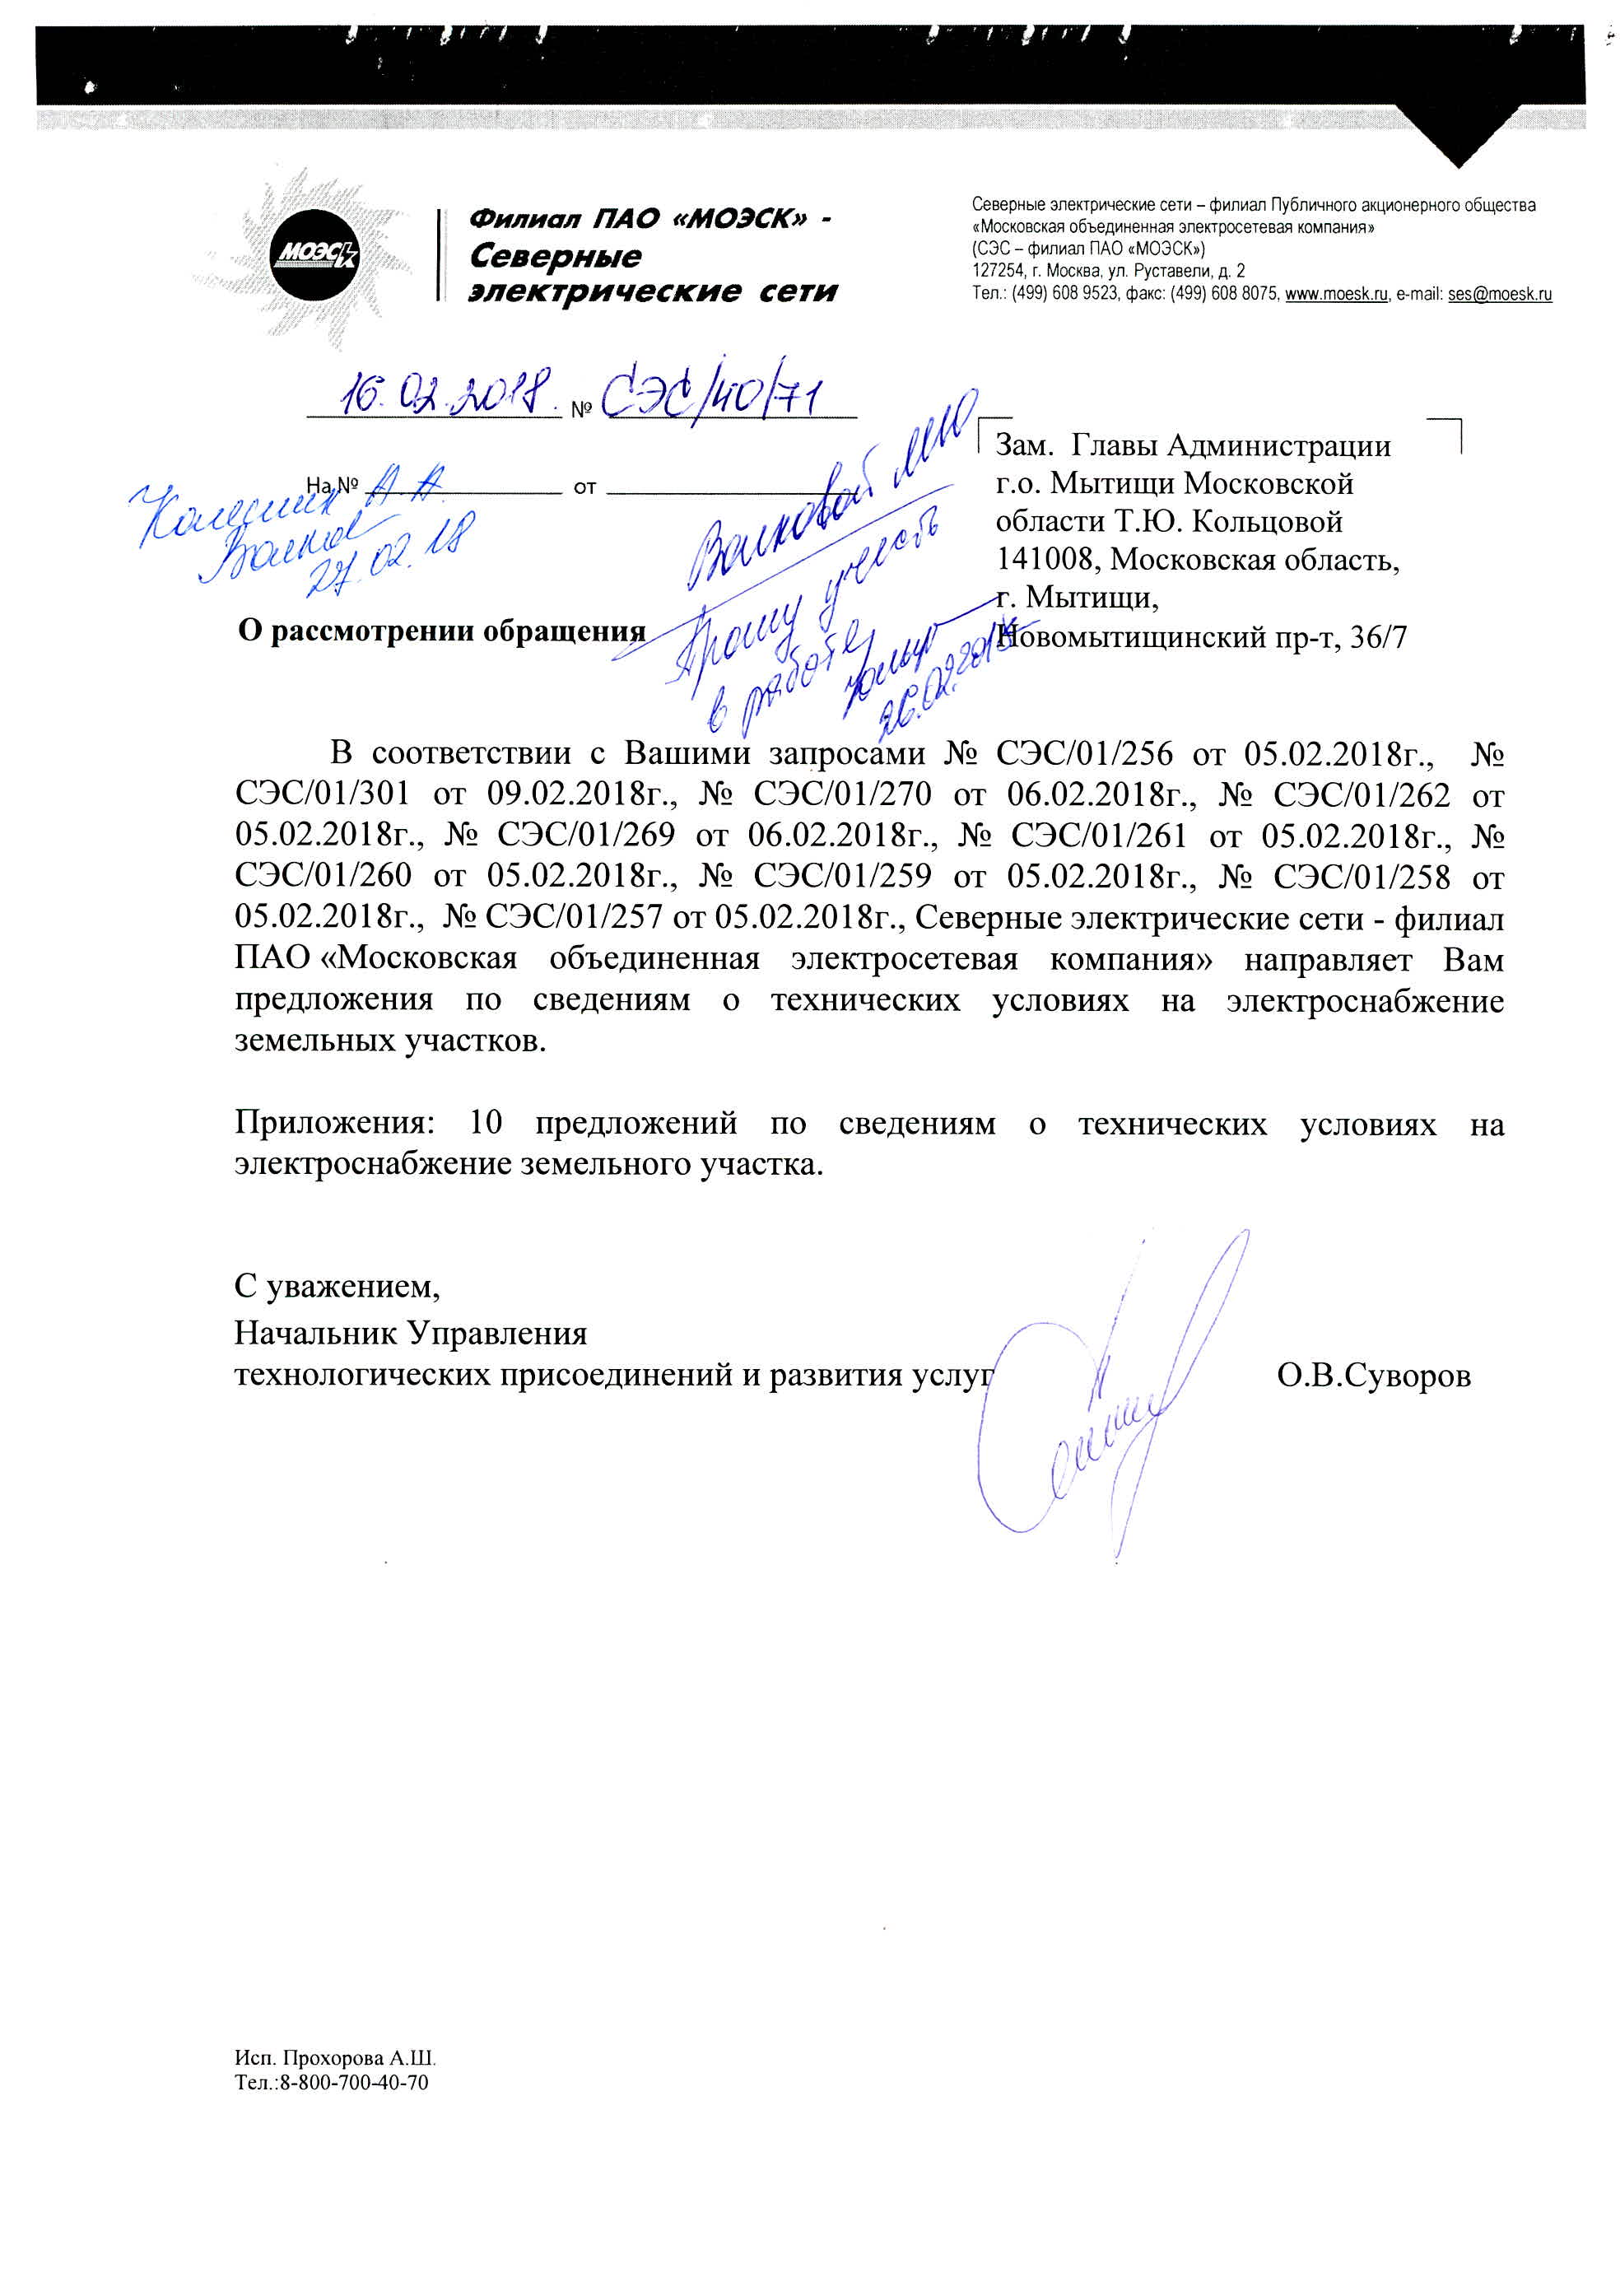 МОЭСК
Филиал ПАО «МОЭСК» -
Северные
электрические сети
Северные электрические сети – филиал Публичного акционерного общества
«Московская объединенная электросетевая компания»
(СЭС – филиал ПАО «МОЭСК»)
127254, г. Москва, ул. Руставели, д. 2
Тел.: (499) 608 9523, факс: (499) 608 8075, www.moesk.ru, e-mail: ses@moesk.ru
16.02.2018. № СЭС/40/71
На № от
А.А.
27.02.18
Волковой МЮ
Прошу учесть
в работе
26.02.2018
Зам. Главы Администрации
г.о. Мытищи Московской
области Т.Ю. Кольцовой
141008, Московская область,
г. Мытищи,
Новомытищинский пр-т, 36/7
О рассмотрении обращения
В соответствии с Вашими запросами № СЭС/01/256 от 05.02.2018г., №
СЭС/01/301 от 09.02.2018г., № СЭС/01/270 от 06.02.2018г., № СЭС/01/262 от
05.02.2018г., № СЭС/01/269 от 06.02.2018г., № СЭС/01/261 от 05.02.2018г., №
СЭС/01/260 от 05.02.2018г., № СЭС/01/259 от 05.02.2018г., № СЭС/01/258 от
05.02.2018г., № СЭС/01/257 от 05.02.2018г., Северные электрические сети - филиал
ПАО «Московская объединенная электросетевая компания» направляет Вам
предложения по сведениям о технических условиях на электроснабжение
земельных участков.
Приложения: 10 предложений по сведениям о технических условиях на
электроснабжение земельного участка.
С уважением,
Начальник Управления
технологических присоединений и развития услуг О.В.Суворов
Исп. Прохорова А.Ш.
Тел.:8-800-700-40-70